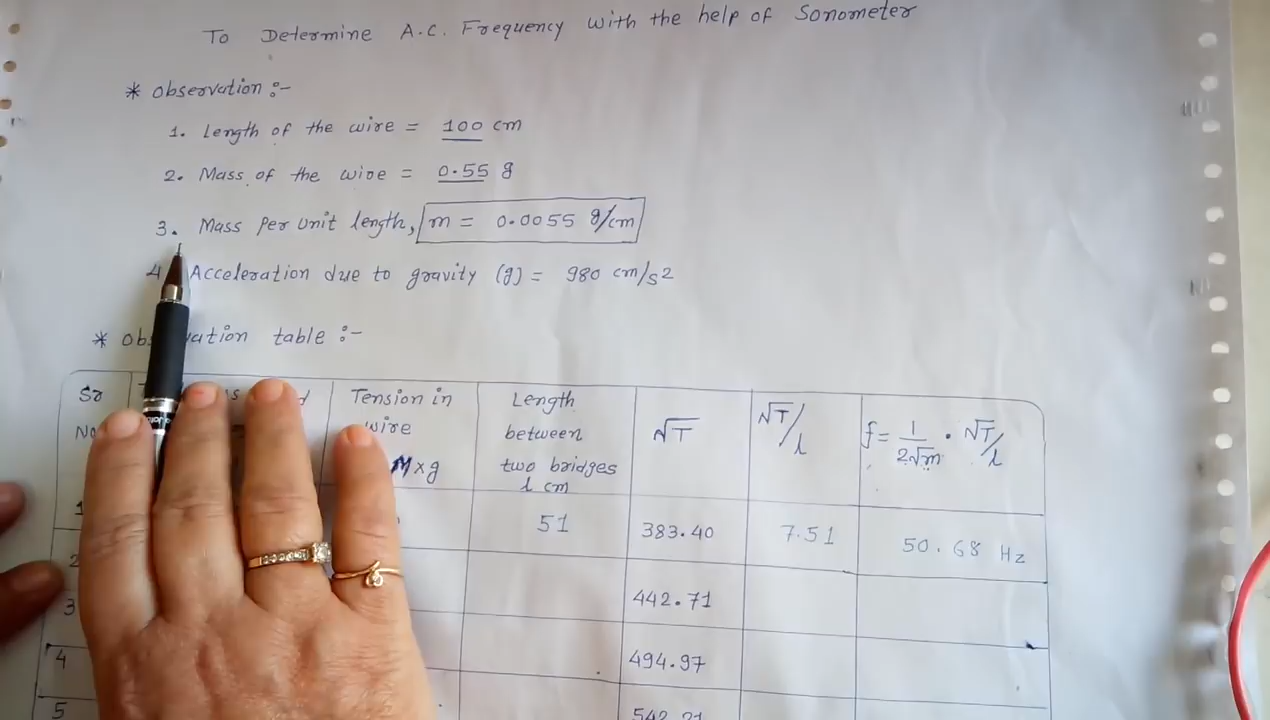 To Determine A.C. Frequency with the help of Sonometer
* Observation :-
1. Length of the wire = 100 cm
2. Mass of the wire = 0.55 g
3. Mass Per Unit length, m = 0.0055 g/cm
4 Acceleration due to gravity (g) = 980 cm/s2
* table :-
Sr
No
Tension in
wire
M×g
Length
between
two bridges
l cm
√T
√T/l
f = 1/2√m . √T/l
1
51
383.40
7.51
50.68 Hz
2
442.71
3
4
494.97
5
542.21